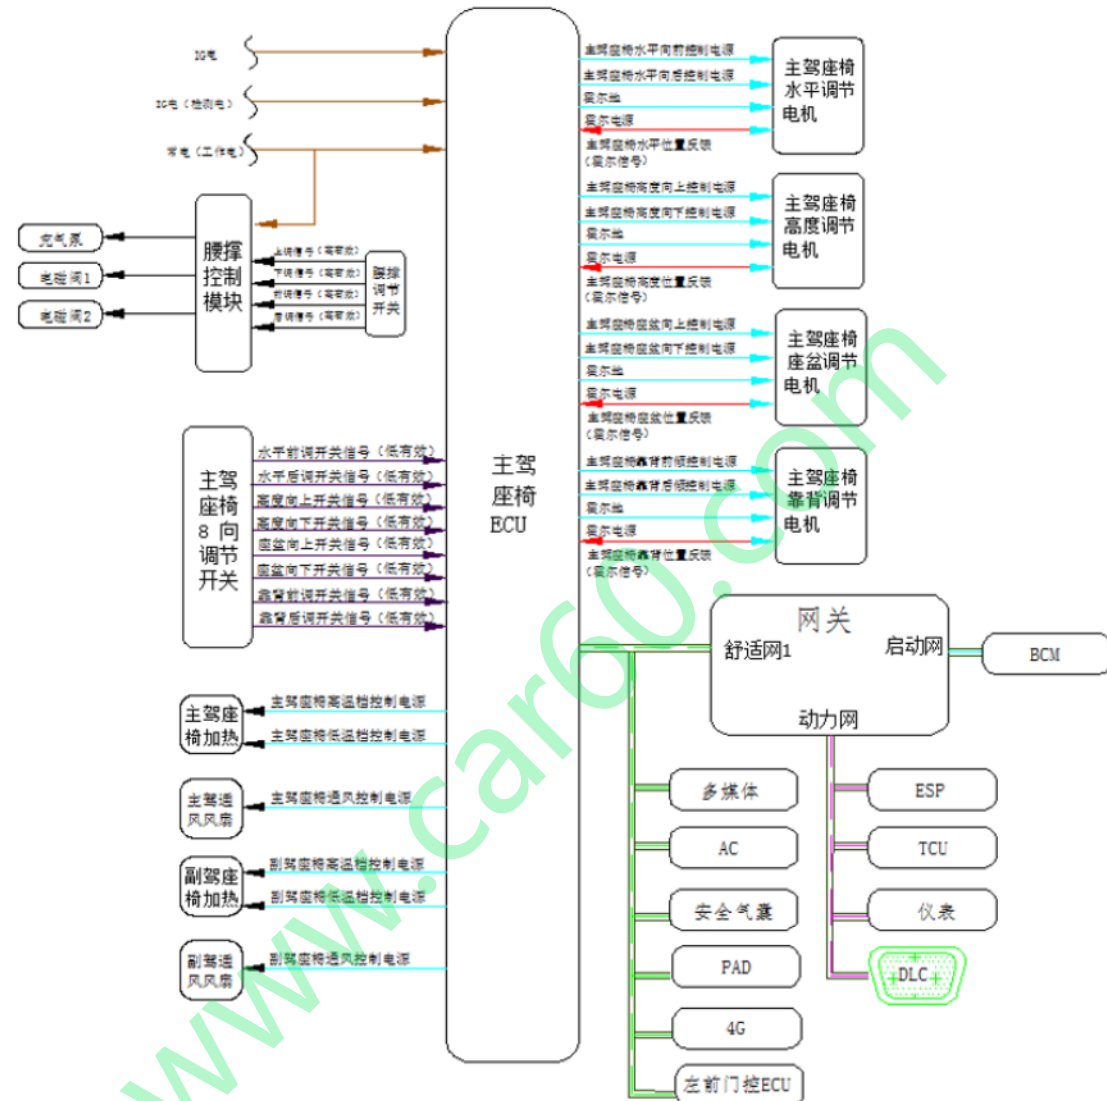 IG电
IG电（检测电）
常电（工作电）
充气泵
电磁阀1
电磁阀2
腰撑
控制
模块
上调信号（高有效）
下调信号（高有效）
前调信号（高有效）
后调信号（高有效）
腰撑
调节
开关
主驾
座椅
8 向
调节
开关
水平前调开关信号（低有效）
水平后调开关信号（低有效）
高度向上开关信号（低有效）
高度向下开关信号（低有效）
座盆向上开关信号（低有效）
座盆向下开关信号（低有效）
靠背前调开关信号（低有效）
靠背后调开关信号（低有效）
主驾座
椅加热
主驾座椅高温档控制电源
主驾座椅低温档控制电源
主驾通
风风扇
主驾座椅通风控制电源
副驾座
椅加热
副驾座椅高温档控制电源
副驾座椅低温档控制电源
副驾通
风风扇
副驾座椅通风控制电源
主驾
座椅
ECU
主驾座椅水平向前控制电源
主驾座椅水平向后控制电源
霍尔地
霍尔电源
主驾座椅水平位置反馈
（霍尔信号）
主驾座椅
水平调节
电机
主驾座椅高度向上控制电源
主驾座椅高度向下控制电源
霍尔地
霍尔电源
主驾座椅高度位置反馈
（霍尔信号）
主驾座椅
高度调节
电机
主驾座椅座盆向上控制电源
主驾座椅座盆向下控制电源
霍尔地
霍尔电源
主驾座椅座盆位置反馈
（霍尔信号）
主驾座椅
座盆调节
电机
主驾座椅靠背前倾控制电源
主驾座椅靠背后倾控制电源
霍尔地
霍尔电源
主驾座椅靠背位置反馈
（霍尔信号）
主驾座椅
靠背调节
电机
网关
舒适网1
启动网
动力网
BCM
多媒体
AC
安全气囊
PAD
4G
左前门控ECU
ESP
TCU
仪表
DLC
www.car60.com